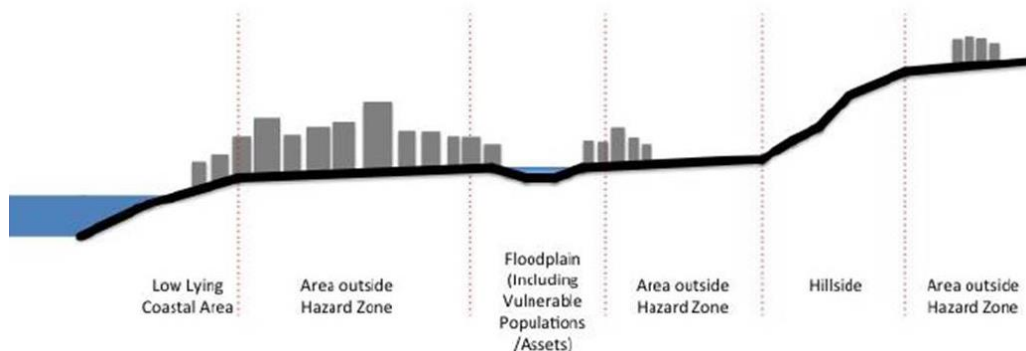 Low Lying
Coastal Area
Area outside
Hazard Zone
Floodplain
(Including
Vulnerable
Populations
/Assets)
Area outside
Hazard Zone
Hillside
Area outside
Hazard Zone